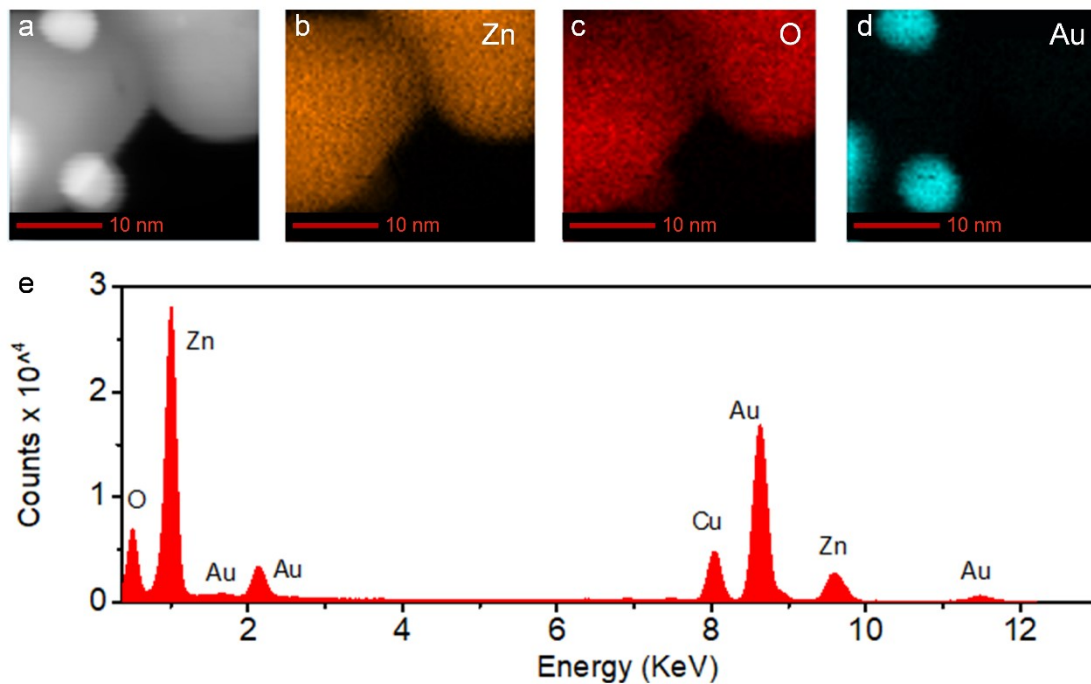 a
b Zn
c O
d Au
10 nm
10 nm
10 nm
10 nm
e
3
2
1
0
Counts x 10^4
O
Zn
Au
Au
Cu
Au
Zn
Au
2 4 6 8 10 12
Energy (KeV)